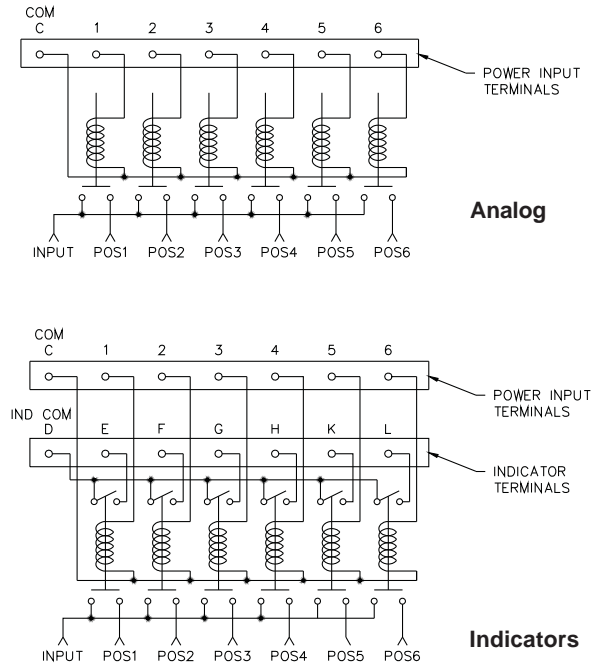 COM
C 1 2 3 4 5 6
POWER INPUT
TERMINALS
Analog
INPUT POS1 POS2 POS3 POS4 POS5 POS6
COM
C 1 2 3 4 5 6
POWER INPUT
TERMINALS
IND COM
D E F G H K L
INDICATOR
TERMINALS
INPUT POS1 POS2 POS3 POS4 POS5 POS6
Indicators